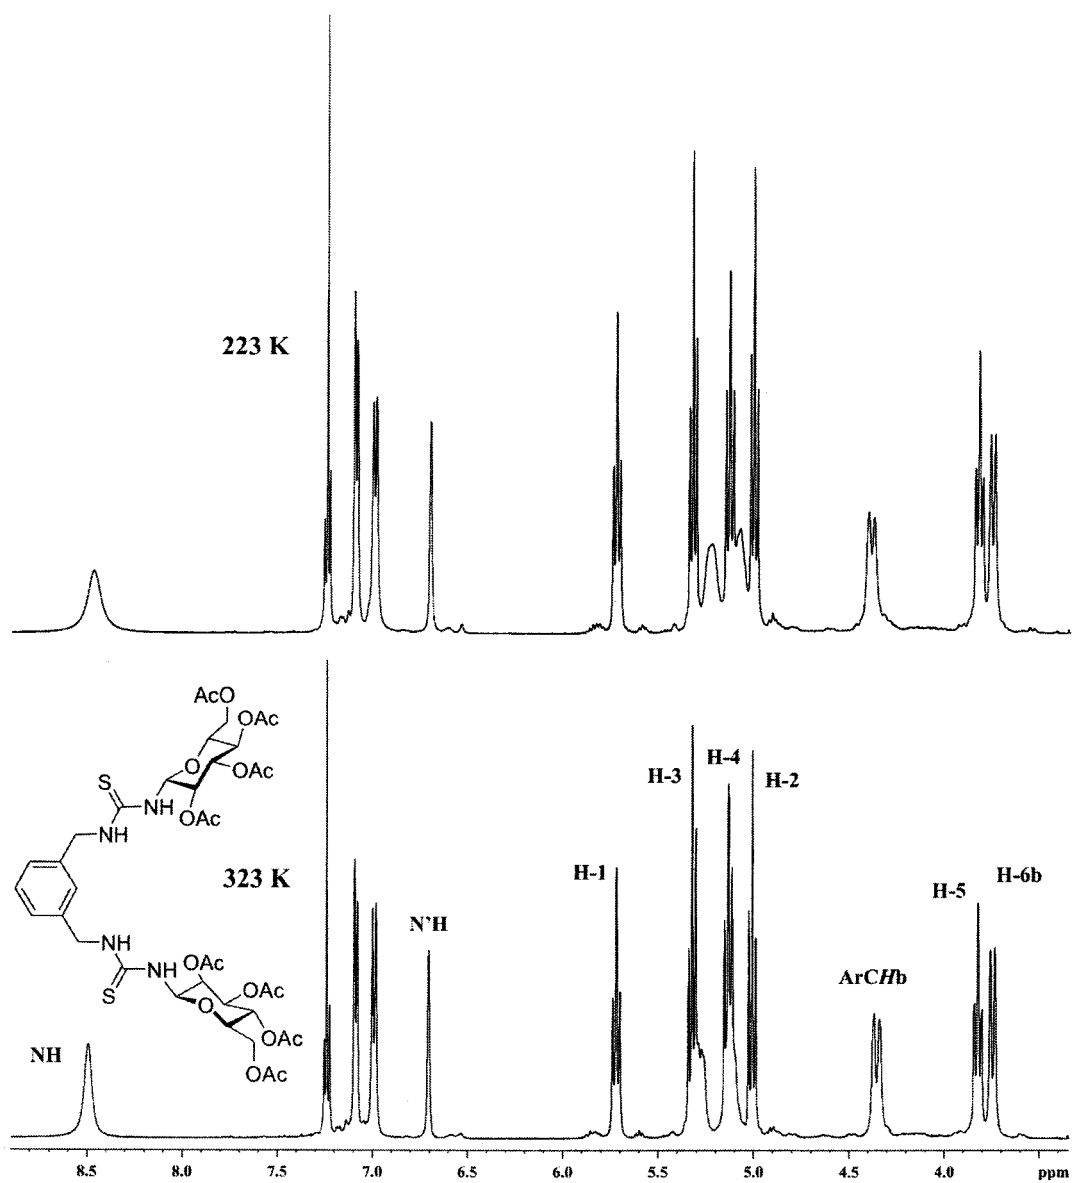 223 K
AcO
OAc
O
OAc
S
NH
OAc
NH
323 K
H-3
H-4
H-2
H-1
H-5
H-6b
N'H
ArCHb
NH
S
NH
OAc
OAc
O
OAc
OAc
NH
8.5 8.0 7.5 7.0 6.5 6.0 5.5 5.0 4.5 4.0 ppm